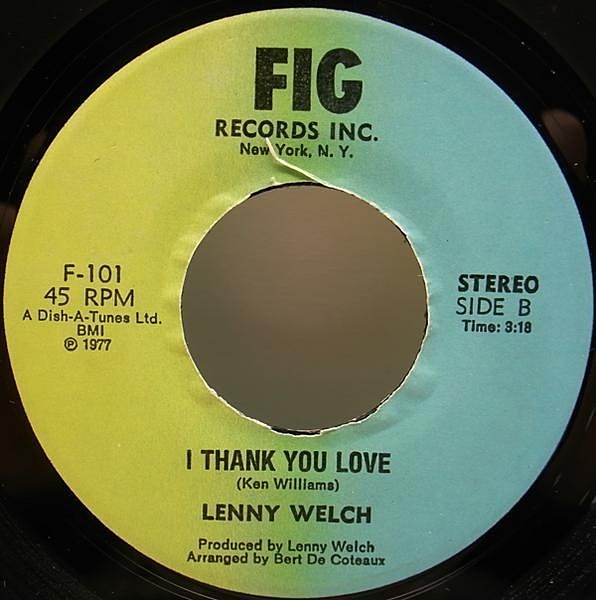 FIG
RECORDS INC.
New York, N. Y.
F-101
45 RPM
A Dish-A-Tunes Ltd.
BMI
℗ 1977
STEREO
SIDE B
Time: 3:18
I THANK YOU LOVE
(Ken Williams)
LENNY WELCH
Produced by Lenny Welch
Arranged by Bert De Coteaux